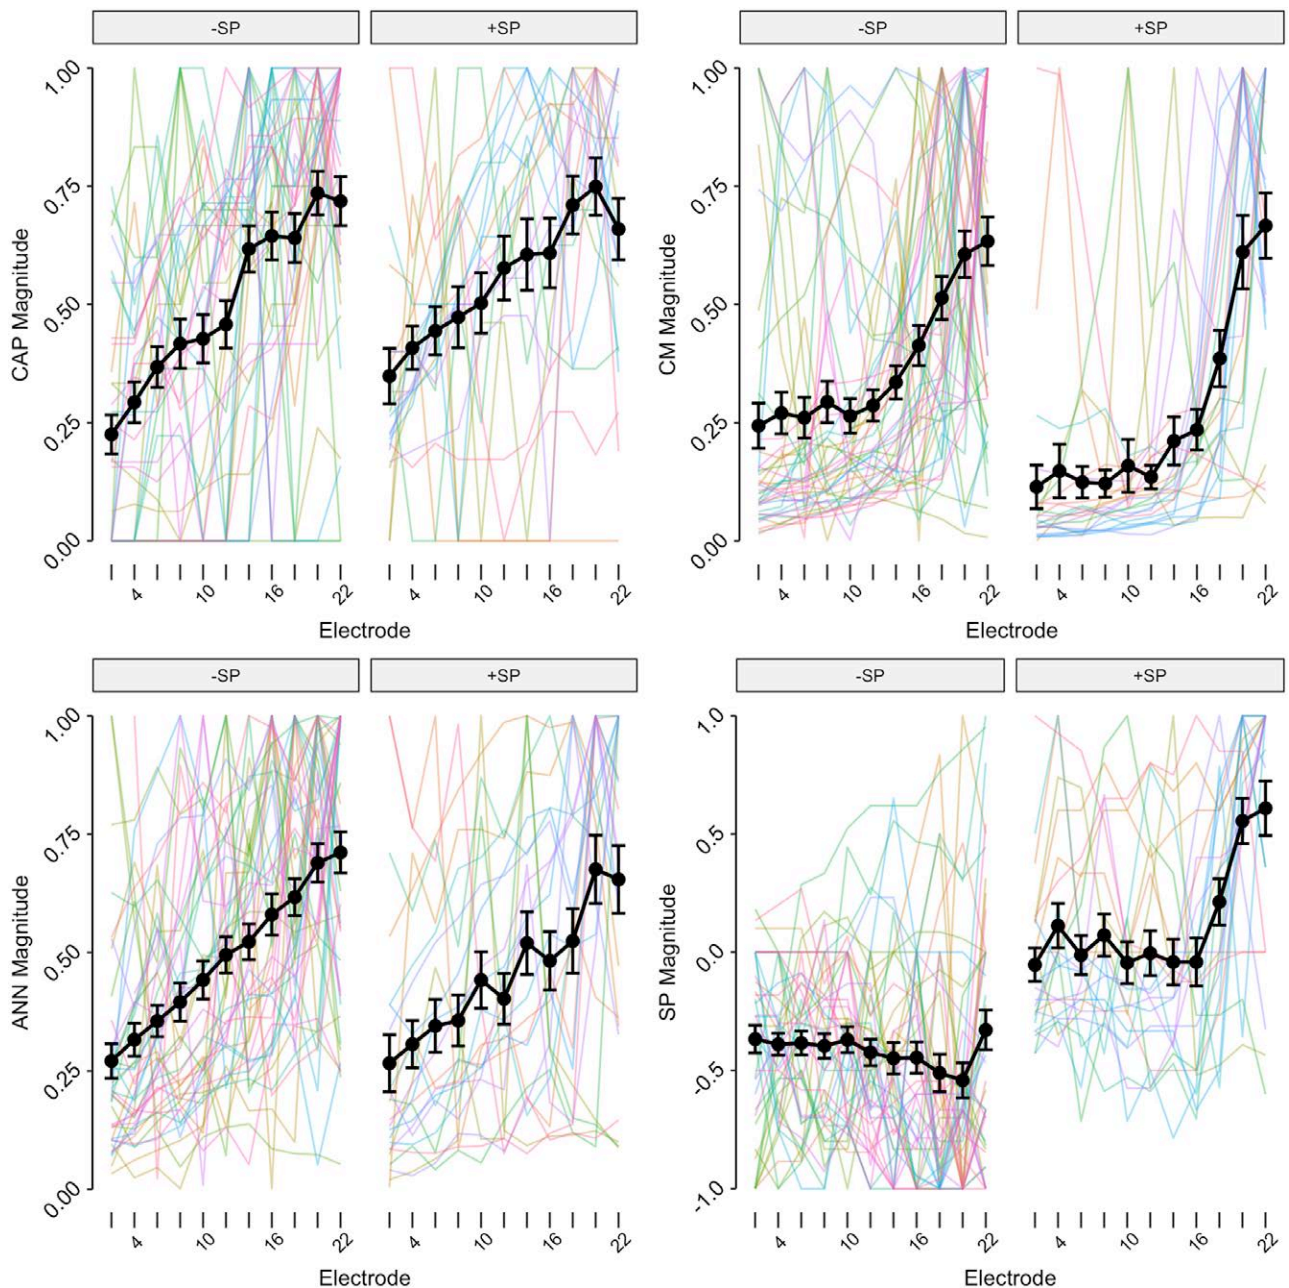 -SP +SP -SP +SP
CAP Magnitude
1.00
0.75
0.50
0.25
0.00
4 10 16 22 4 10 16 22
Electrode
CM Magnitude
1.00
0.75
0.50
0.25
0.00
4 10 16 22 4 10 16 22
Electrode
-SP +SP -SP +SP
ANN Magnitude
1.00
0.75
0.50
0.25
0.00
4 10 16 22 4 10 16 22
Electrode
SP Magnitude
1.0
0.5
0.0
-0.5
-1.0
4 10 16 22 4 10 16 22
Electrode